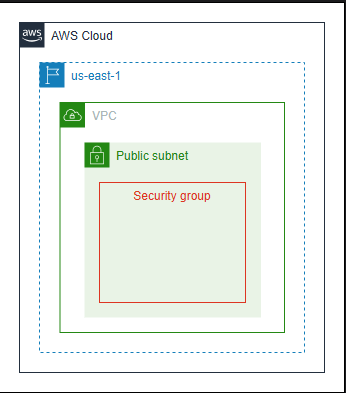 aws
AWS Cloud
us-east-1
VPC
Public subnet
Security group